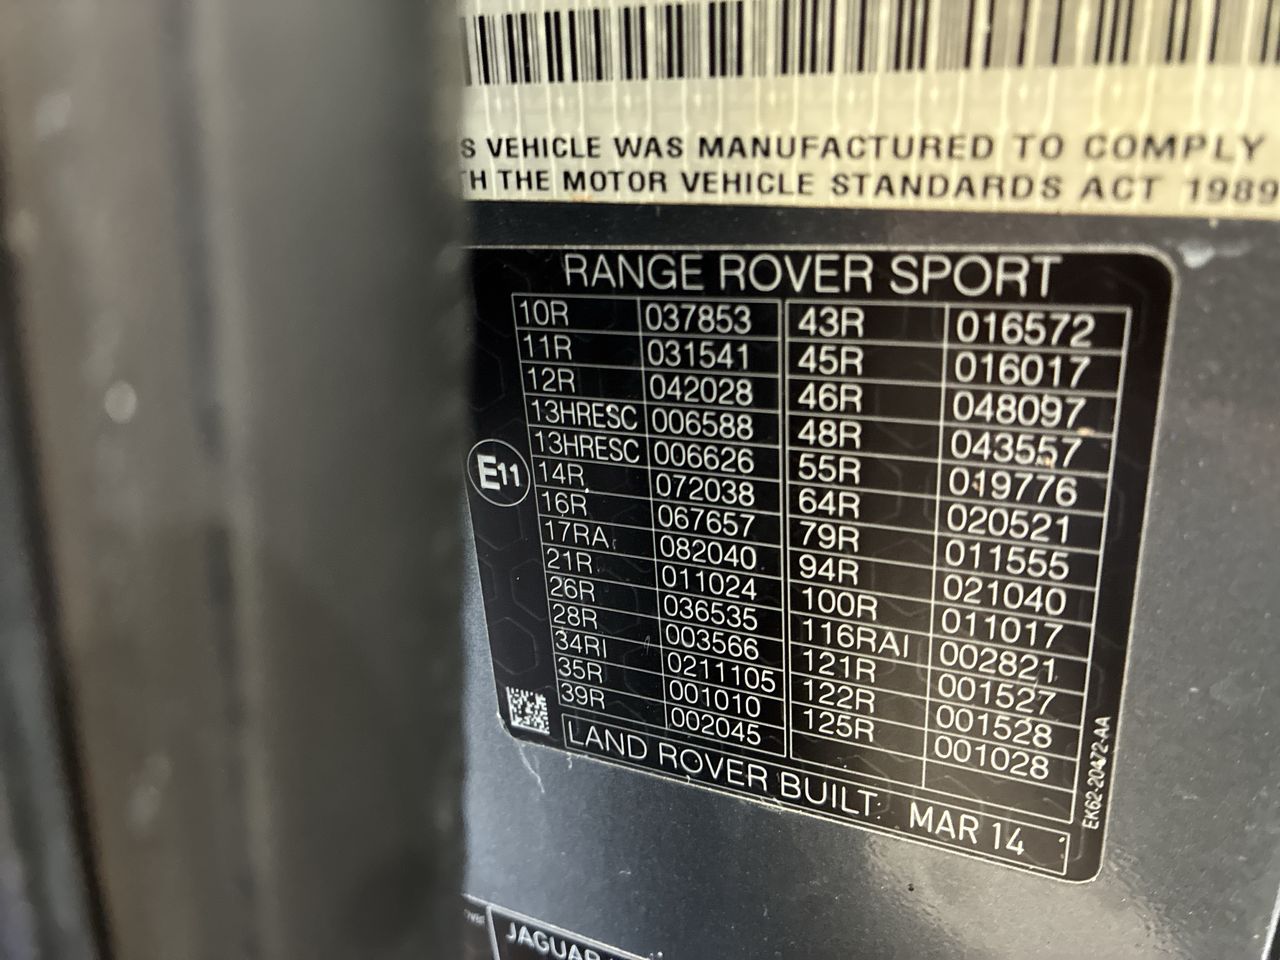 S VEHICLE WAS MANUFACTURED TO COMPLY
TH THE MOTOR VEHICLE STANDARDS ACT 1989
RANGE ROVER SPORT
10R 037853 43R 016572
11R 031541 45R 016017
12R 042028 46R 048097
13HRESC 006588 48R 043557
13HRESC 006626 55R 019776
14R 072038 64R 020521
16R 067657 79R 011555
17RA 082040 94R 021040
21R 011024 100R 011017
26R 036535 116RAI 002821
28R 003566 121R 001527
34RI 0211105 122R 001528
35R 001010 125R 001028
39R 002045
E11
LAND ROVER BUILT: MAR 14
EK62-20472-AA
JAGUAR